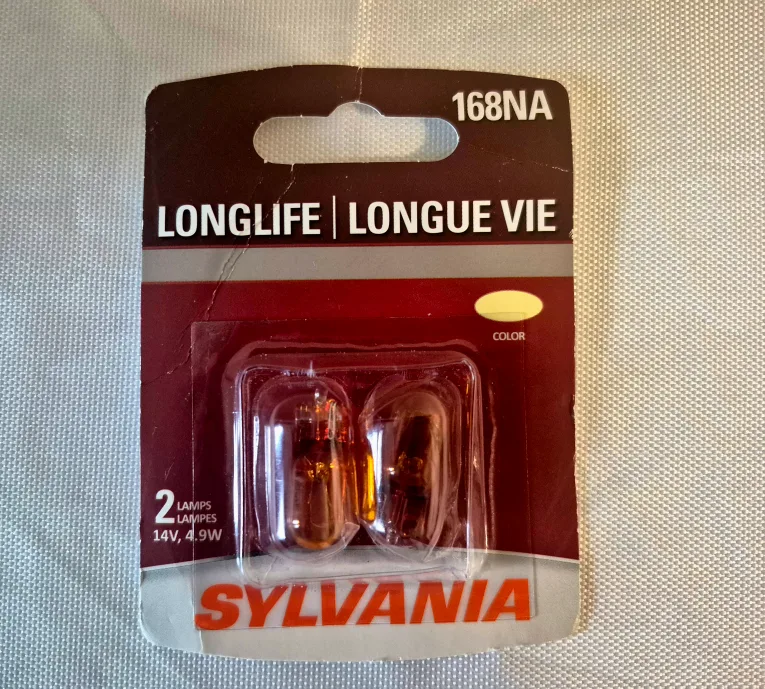 168NA
LONGLIFE | LONGUE VIE
COLOR
2 LAMPS
LAMPES
14V, 4.9W
SYLVANIA